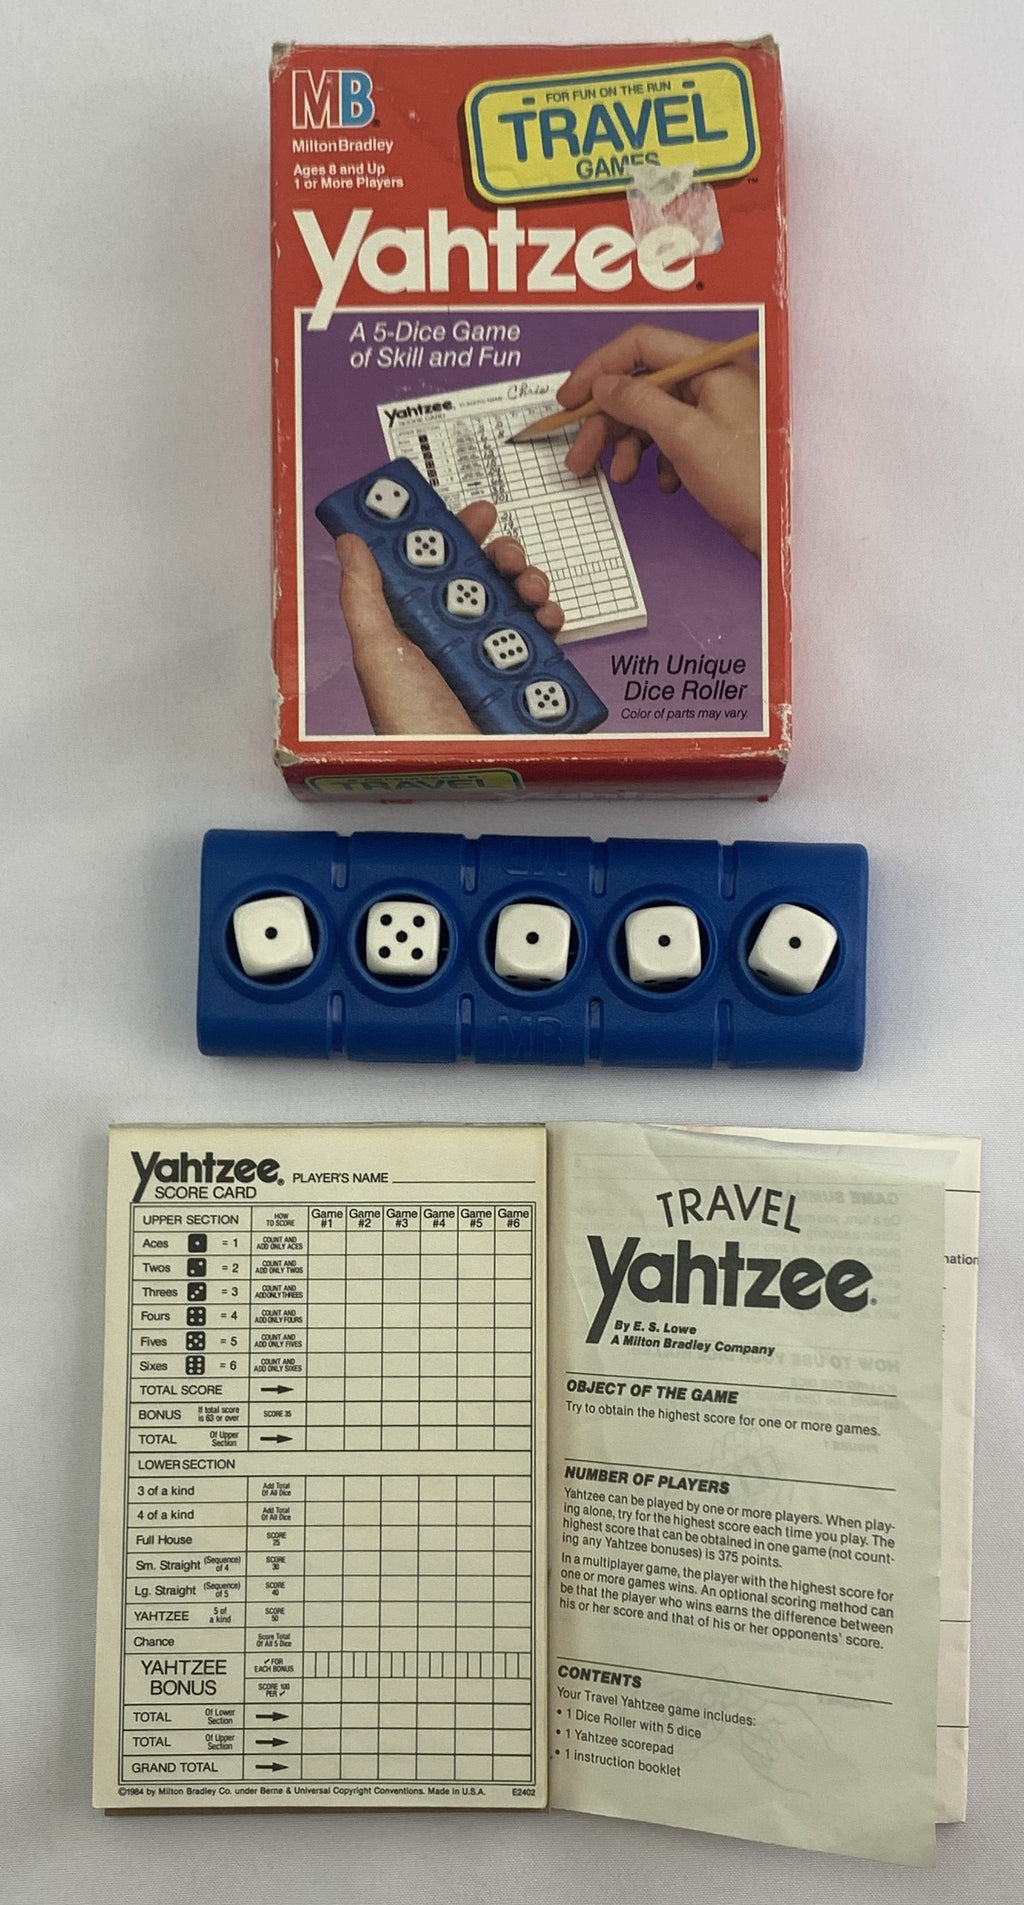 MB®
MiltonBradley
Ages 8 and Up
1 or More Players
FOR FUN ON THE RUN
TRAVEL
GAMES™
Yahtzee®
A 5-Dice Game
of Skill and Fun
Yahtzee® PLAYER'S NAME Chris
SCORE CARD
With Unique
Dice Roller
Color of parts may vary.
TRAVEL
MB
MB
Yahtzee® PLAYER'S NAME
SCORE CARD
UPPER SECTION HOW TO SCORE Game #1 Game #2 Game #3 Game #4 Game #5 Game #6
Aces = 1 COUNT AND ADD ONLY ACES
Twos = 2 COUNT AND ADD ONLY TWOS
Threes = 3 COUNT AND ADD ONLY THREES
Fours = 4 COUNT AND ADD ONLY FOURS
Fives = 5 COUNT AND ADD ONLY FIVES
Sixes = 6 COUNT AND ADD ONLY SIXES
TOTAL SCORE
BONUS If total score is 63 or over SCORE 35
TOTAL Of Upper Section
LOWER SECTION
3 of a kind Add Total Of All Dice
4 of a kind Add Total Of All Dice
Full House SCORE 25
Sm. Straight (Sequence) of 4 SCORE 30
Lg. Straight (Sequence) of 5 SCORE 40
YAHTZEE 5 of a kind SCORE 50
Chance Score Total Of All 5 Dice
YAHTZEE BONUS ✓ FOR EACH BONUS
SCORE 100 PER ✓
TOTAL Of Lower Section
TOTAL Of Upper Section
GRAND TOTAL
©1984 by Milton Bradley Co. under Berne & Universal Copyright Conventions. Made in U.S.A. E2402
TRAVEL
Yahtzee®
By E. S. Lowe
A Milton Bradley Company
OBJECT OF THE GAME
Try to obtain the highest score for one or more games.
NUMBER OF PLAYERS
Yahtzee can be played by one or more players. When play-
ing alone, try for the highest score each time you play. The
highest score that can be obtained in one game (not count-
ing any Yahtzee bonuses) is 375 points.
In a multiplayer game, the player with the highest score for
one or more games wins. An optional scoring method can
be that the player who wins earns the difference between
his or her score and that of his or her opponents' score.
CONTENTS
Your Travel Yahtzee game includes:
• 1 Dice Roller with 5 dice
• 1 Yahtzee scorepad
• 1 instruction booklet